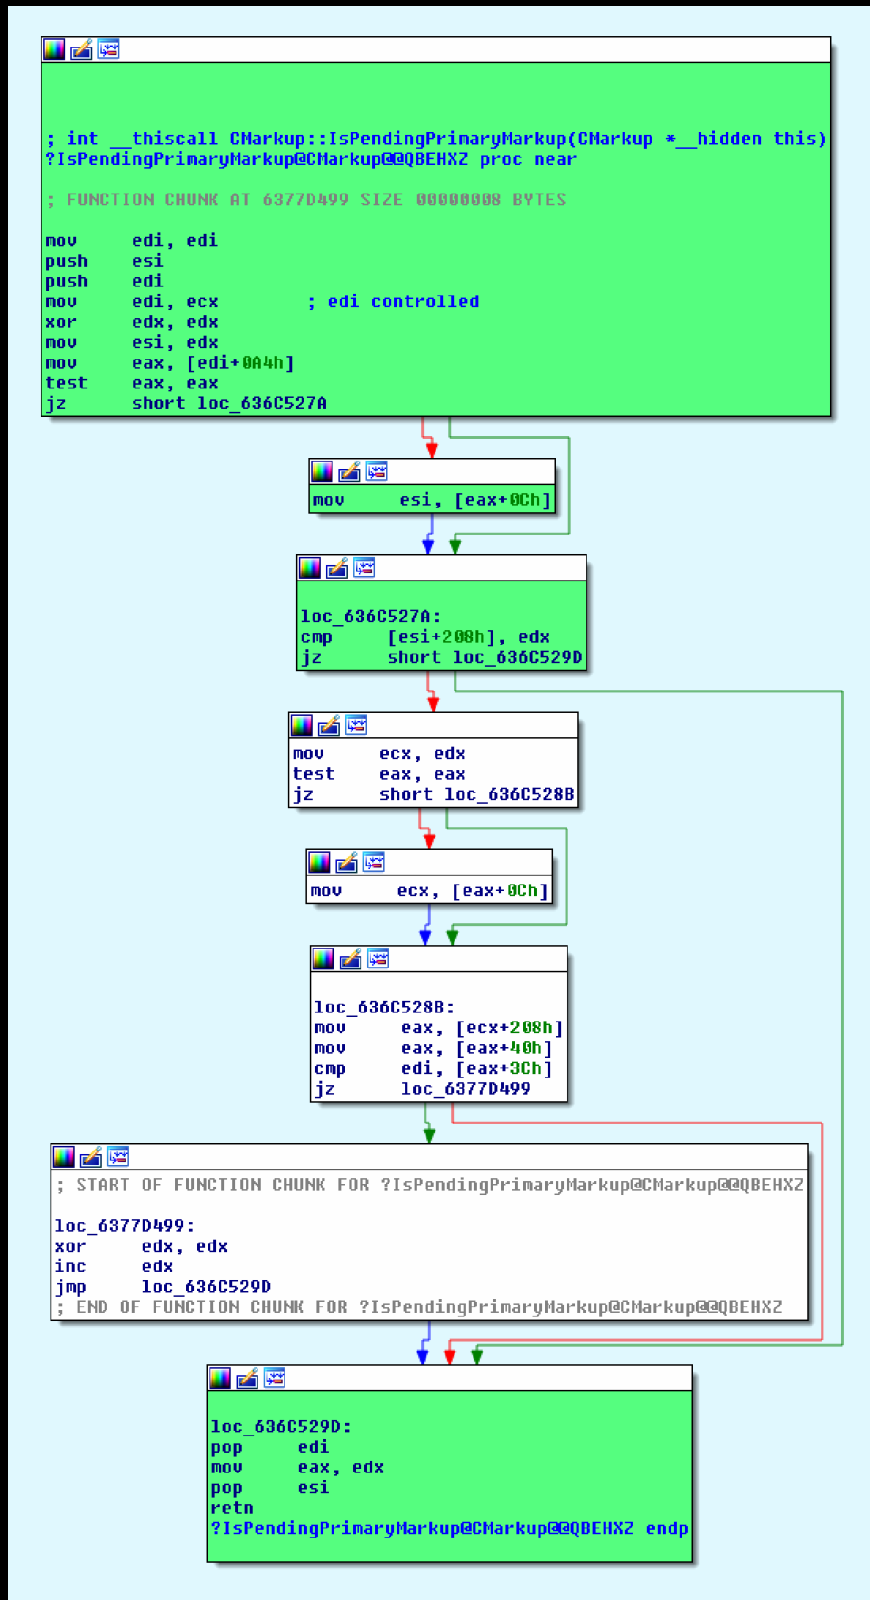 ; int __thiscall CMarkup::IsPendingPrimaryMarkup(CMarkup *__hidden this)
?IsPendingPrimaryMarkup@CMarkup@@QBEHXZ proc near
; FUNCTION CHUNK AT 6377D499 SIZE 00000008 BYTES
mov edi, edi
push esi
push edi
mov edi, ecx ; edi controlled
xor edx, edx
mov esi, edx
mov eax, [edi+0A4h]
test eax, eax
jz short loc_636C527A
mov esi, [eax+0Ch]
loc_636C527A:
cmp [esi+208h], edx
jz short loc_636C529D
mov ecx, edx
test eax, eax
jz short loc_636C528B
mov ecx, [eax+0Ch]
loc_636C528B:
mov eax, [ecx+208h]
mov eax, [eax+40h]
cmp edi, [eax+3Ch]
jz loc_6377D499
; START OF FUNCTION CHUNK FOR ?IsPendingPrimaryMarkup@CMarkup@@QBEHXZ
loc_6377D499:
xor edx, edx
inc edx
jmp loc_636C529D
; END OF FUNCTION CHUNK FOR ?IsPendingPrimaryMarkup@CMarkup@@QBEHXZ
loc_636C529D:
pop edi
mov eax, edx
pop esi
retn
?IsPendingPrimaryMarkup@CMarkup@@QBEHXZ endp